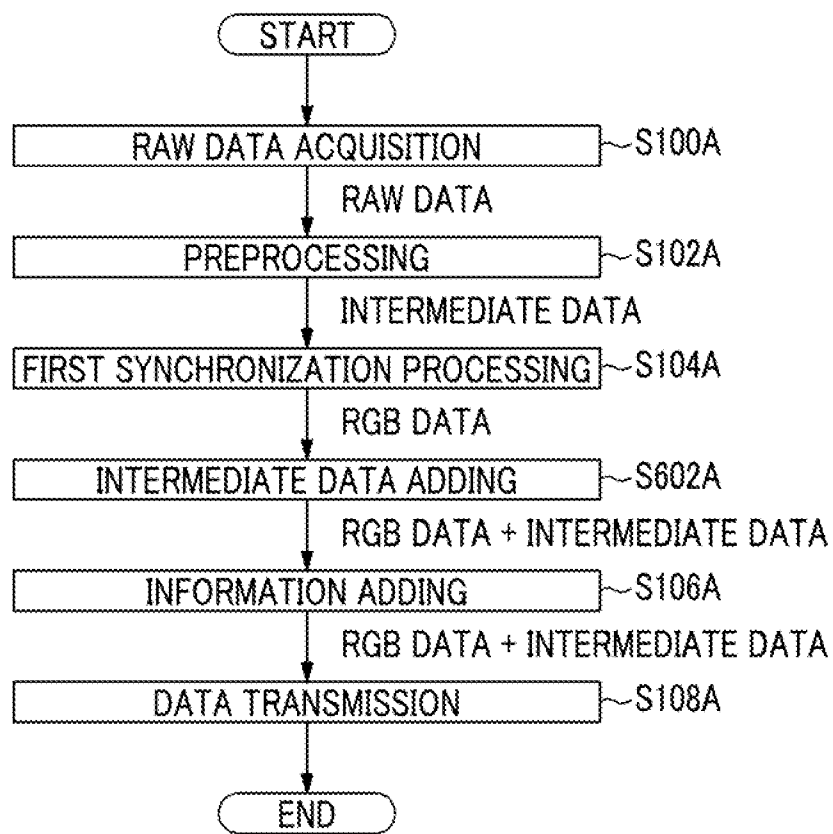 START
RAW DATA ACQUISITION S100A
RAW DATA
PREPROCESSING S102A
INTERMEDIATE DATA
FIRST SYNCHRONIZATION PROCESSING S104A
RGB DATA
INTERMEDIATE DATA ADDING S602A
RGB DATA + INTERMEDIATE DATA
INFORMATION ADDING S106A
RGB DATA + INTERMEDIATE DATA
DATA TRANSMISSION S108A
END